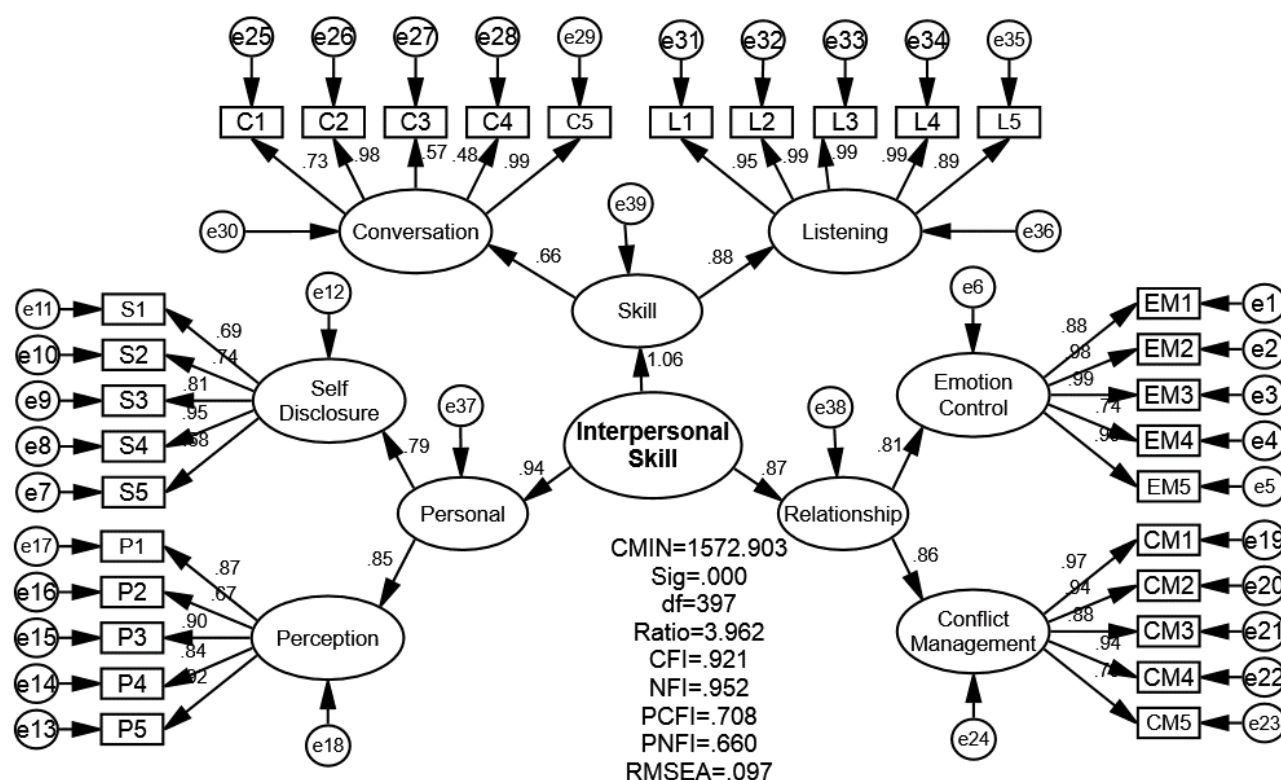 e25 e26 e27 e28 e29 e31 e32 e33 e34 e35
C1 C2 C3 C4 C5 L1 L2 L3 L4 L5
.73 .98 .57 .48 .99 .95 .99 .99 .99 .89
e30 Conversation e39 Listening e36
.66 .88
Skill
1.06
e11 S1 .69
e10 S2 .74
e9 S3 .81
e8 S4 .95
e7 S5
e12
Self
Disclosure
.79
e37
Personal
.94
.85
e17 P1 .87
e16 P2 .67
e15 P3 .90
e14 P4 .84
e13 P5
Perception
e18
Interpersonal
Skill
.87
e38
Relationship
.81
.86
e6
Emotion
Control
.88 EM1 e1
.98 EM2 e2
.99 EM3 e3
.74 EM4 e4
EM5 e5
Conflict
Management
e24
.97 CM1 e19
.94 CM2 e20
.88 CM3 e21
.94 CM4 e22
CM5 e23
CMIN=1572.903
Sig=.000
df=397
Ratio=3.962
CFI=.921
NFI=.952
PCFI=.708
PNFI=.660
RMSEA=.097